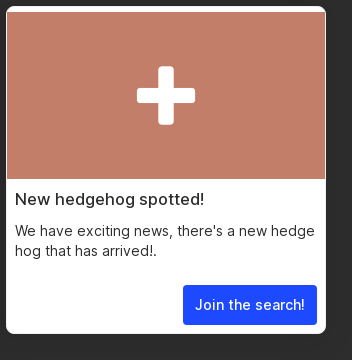 New hedgehog spotted!
We have exciting news, there's a new hedge
hog that has arrived!.
Join the search!